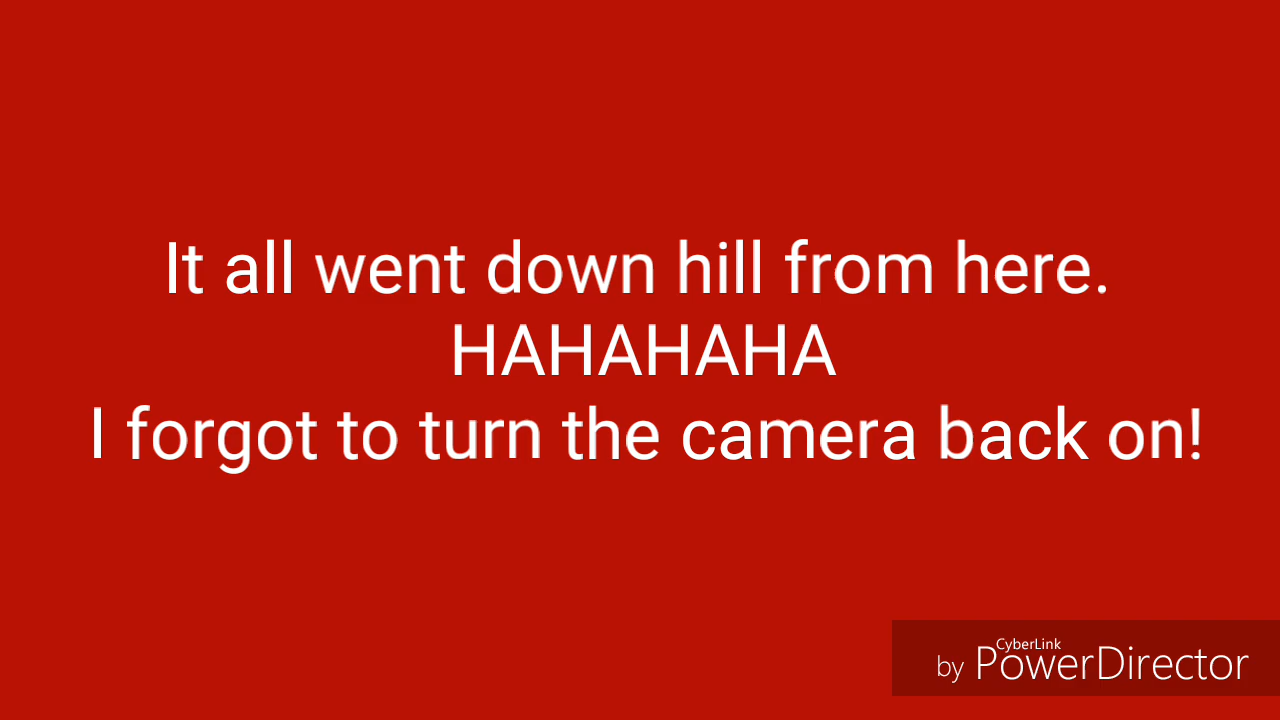 It all went down hill from here.
HAHAHAHA
I forgot to turn the camera back on!
CyberLink
by PowerDirector